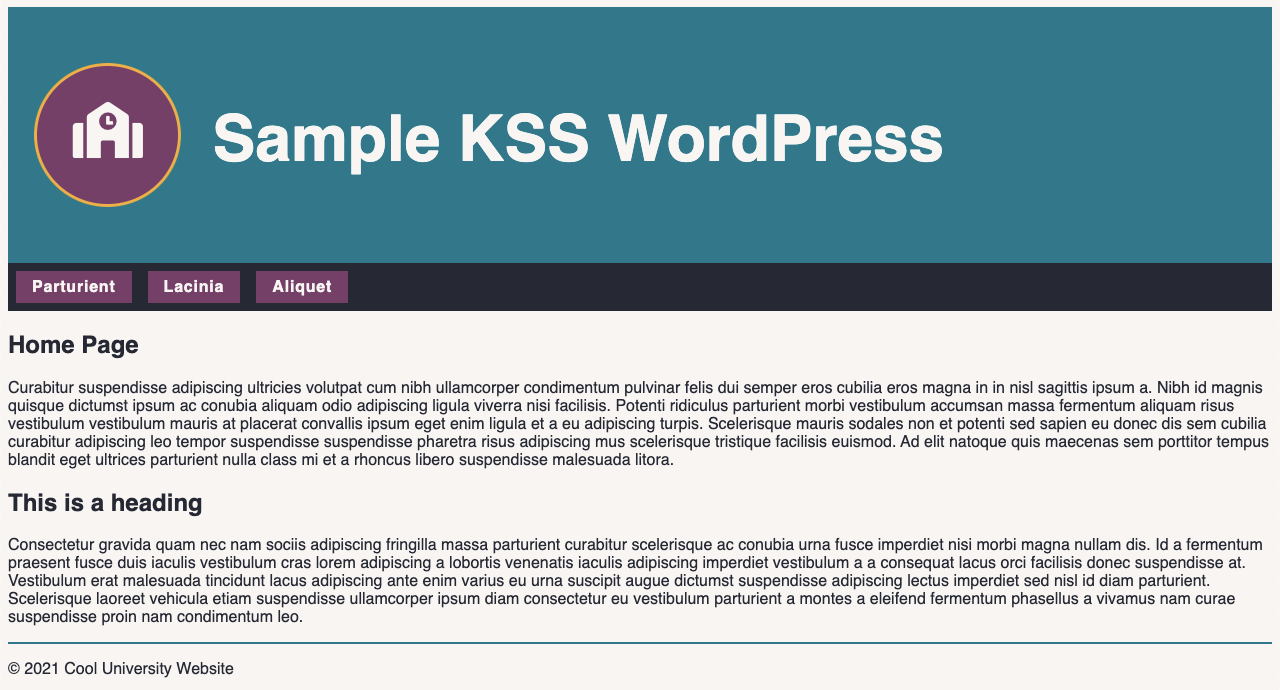 Sample KSS WordPress
Parturient Lacinia Aliquet
Home Page
Curabitur suspendisse adipiscing ultricies volutpat cum nibh ullamcorper condimentum pulvinar felis dui semper eros cubilia eros magna in in nisl sagittis ipsum a. Nibh id magnis
quisque dictumst ipsum ac conubia aliquam odio adipiscing ligula viverra nisi facilisis. Potenti ridiculus parturient morbi vestibulum accumsan massa fermentum aliquam risus
vestibulum vestibulum mauris at placerat convallis ipsum eget enim ligula et a eu adipiscing turpis. Scelerisque mauris sodales non et potenti sed sapien eu donec dis sem cubilia
curabitur adipiscing leo tempor suspendisse suspendisse pharetra risus adipiscing mus scelerisque tristique facilisis euismod. Ad elit natoque quis maecenas sem porttitor tempus
blandit eget ultrices parturient nulla class mi et a rhoncus libero suspendisse malesuada litora.
This is a heading
Consectetur gravida quam nec nam sociis adipiscing fringilla massa parturient curabitur scelerisque ac conubia urna fusce imperdiet nisi morbi magna nullam dis. Id a fermentum
praesent fusce duis iaculis vestibulum cras lorem adipiscing a lobortis venenatis iaculis adipiscing imperdiet vestibulum a a consequat lacus orci facilisis donec suspendisse at.
Vestibulum erat malesuada tincidunt lacus adipiscing ante enim varius eu urna suscipit augue dictumst suspendisse adipiscing lectus imperdiet sed nisl id diam parturient.
Scelerisque laoreet vehicula etiam suspendisse ullamcorper ipsum diam consectetur eu vestibulum parturient a montes a eleifend fermentum phasellus a vivamus nam curae
suspendisse proin nam condimentum leo.
© 2021 Cool University Website